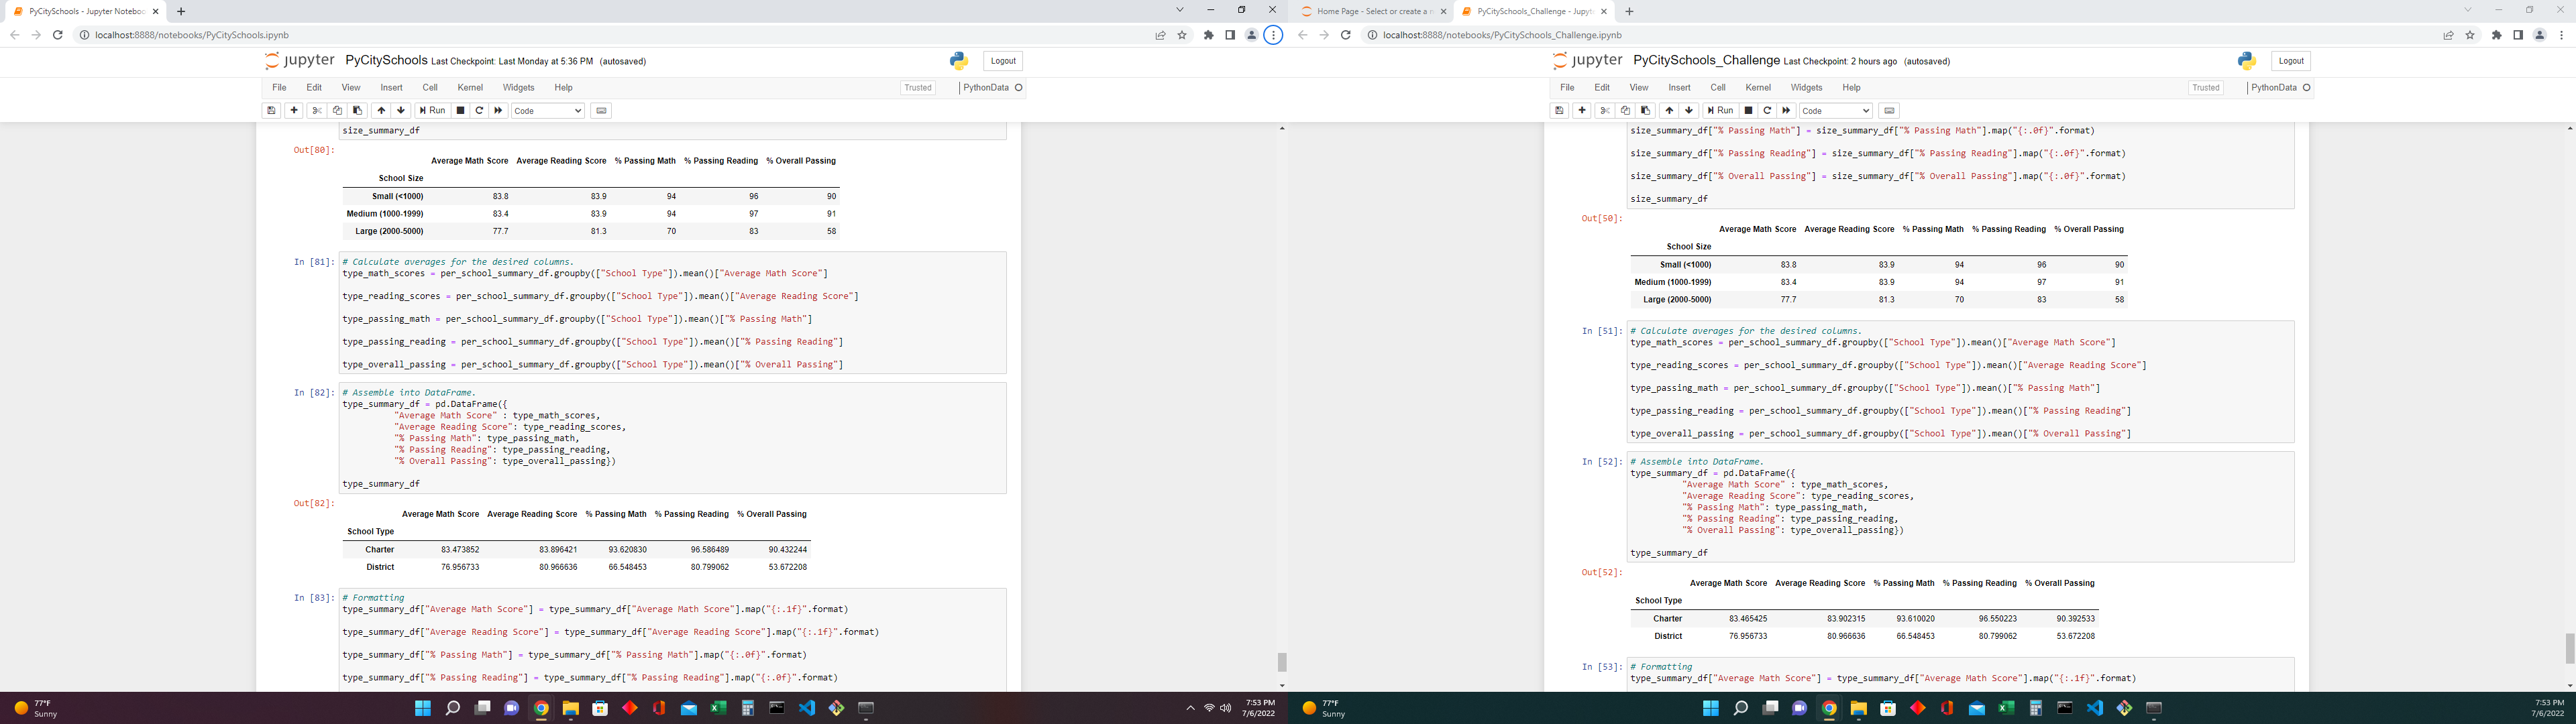 PyCitySchools - Jupyter Noteboo
localhost:8888/notebooks/PyCitySchools.ipynb
jupyter PyCitySchools Last Checkpoint: Last Monday at 5:36 PM (autosaved)
Logout
File Edit View Insert Cell Kernel Widgets Help
Trusted
PythonData
Run
Code
size_summary_df
Out[80]:
Average Math Score Average Reading Score % Passing Math % Passing Reading % Overall Passing
School Size
Small (<1000) 83.8 83.9 94 96 90
Medium (1000-1999) 83.4 83.9 94 97 91
Large (2000-5000) 77.7 81.3 70 83 58
In [81]: # Calculate averages for the desired columns.
type_math_scores = per_school_summary_df.groupby(["School Type"]).mean()["Average Math Score"]
type_reading_scores = per_school_summary_df.groupby(["School Type"]).mean()["Average Reading Score"]
type_passing_math = per_school_summary_df.groupby(["School Type"]).mean()["% Passing Math"]
type_passing_reading = per_school_summary_df.groupby(["School Type"]).mean()["% Passing Reading"]
type_overall_passing = per_school_summary_df.groupby(["School Type"]).mean()["% Overall Passing"]
In [82]: # Assemble into DataFrame.
type_summary_df = pd.DataFrame({
"Average Math Score" : type_math_scores,
"Average Reading Score": type_reading_scores,
"% Passing Math": type_passing_math,
"% Passing Reading": type_passing_reading,
"% Overall Passing": type_overall_passing})
type_summary_df
Out[82]:
Average Math Score Average Reading Score % Passing Math % Passing Reading % Overall Passing
School Type
Charter 83.473852 83.896421 93.620830 96.586489 90.432244
District 76.956733 80.966636 66.548453 80.799062 53.672208
In [83]: # Formatting
type_summary_df["Average Math Score"] = type_summary_df["Average Math Score"].map("{:.1f}".format)
type_summary_df["Average Reading Score"] = type_summary_df["Average Reading Score"].map("{:.1f}".format)
type_summary_df["% Passing Math"] = type_summary_df["% Passing Math"].map("{:.0f}".format)
type_summary_df["% Passing Reading"] = type_summary_df["% Passing Reading"].map("{:.0f}".format)
77°F
Sunny
7:53 PM
7/6/2022
Home Page - Select or create a n
PyCitySchools_Challenge - Jupyt
localhost:8888/notebooks/PyCitySchools_Challenge.ipynb
jupyter PyCitySchools_Challenge Last Checkpoint: 2 hours ago (autosaved)
Logout
File Edit View Insert Cell Kernel Widgets Help
Trusted
PythonData
Run
Code
size_summary_df["% Passing Math"] = size_summary_df["% Passing Math"].map("{:.0f}".format)
size_summary_df["% Passing Reading"] = size_summary_df["% Passing Reading"].map("{:.0f}".format)
size_summary_df["% Overall Passing"] = size_summary_df["% Overall Passing"].map("{:.0f}".format)
size_summary_df
Out[50]:
Average Math Score Average Reading Score % Passing Math % Passing Reading % Overall Passing
School Size
Small (<1000) 83.8 83.9 94 96 90
Medium (1000-1999) 83.4 83.9 94 97 91
Large (2000-5000) 77.7 81.3 70 83 58
In [51]: # Calculate averages for the desired columns.
type_math_scores = per_school_summary_df.groupby(["School Type"]).mean()["Average Math Score"]
type_reading_scores = per_school_summary_df.groupby(["School Type"]).mean()["Average Reading Score"]
type_passing_math = per_school_summary_df.groupby(["School Type"]).mean()["% Passing Math"]
type_passing_reading = per_school_summary_df.groupby(["School Type"]).mean()["% Passing Reading"]
type_overall_passing = per_school_summary_df.groupby(["School Type"]).mean()["% Overall Passing"]
In [52]: # Assemble into DataFrame.
type_summary_df = pd.DataFrame({
"Average Math Score" : type_math_scores,
"Average Reading Score": type_reading_scores,
"% Passing Math": type_passing_math,
"% Passing Reading": type_passing_reading,
"% Overall Passing": type_overall_passing})
type_summary_df
Out[52]:
Average Math Score Average Reading Score % Passing Math % Passing Reading % Overall Passing
School Type
Charter 83.465425 83.902315 93.610020 96.550223 90.392533
District 76.956733 80.966636 66.548453 80.799062 53.672208
In [53]: # Formatting
type_summary_df["Average Math Score"] = type_summary_df["Average Math Score"].map("{:.1f}".format)
77°F
Sunny
7:53 PM
7/6/2022